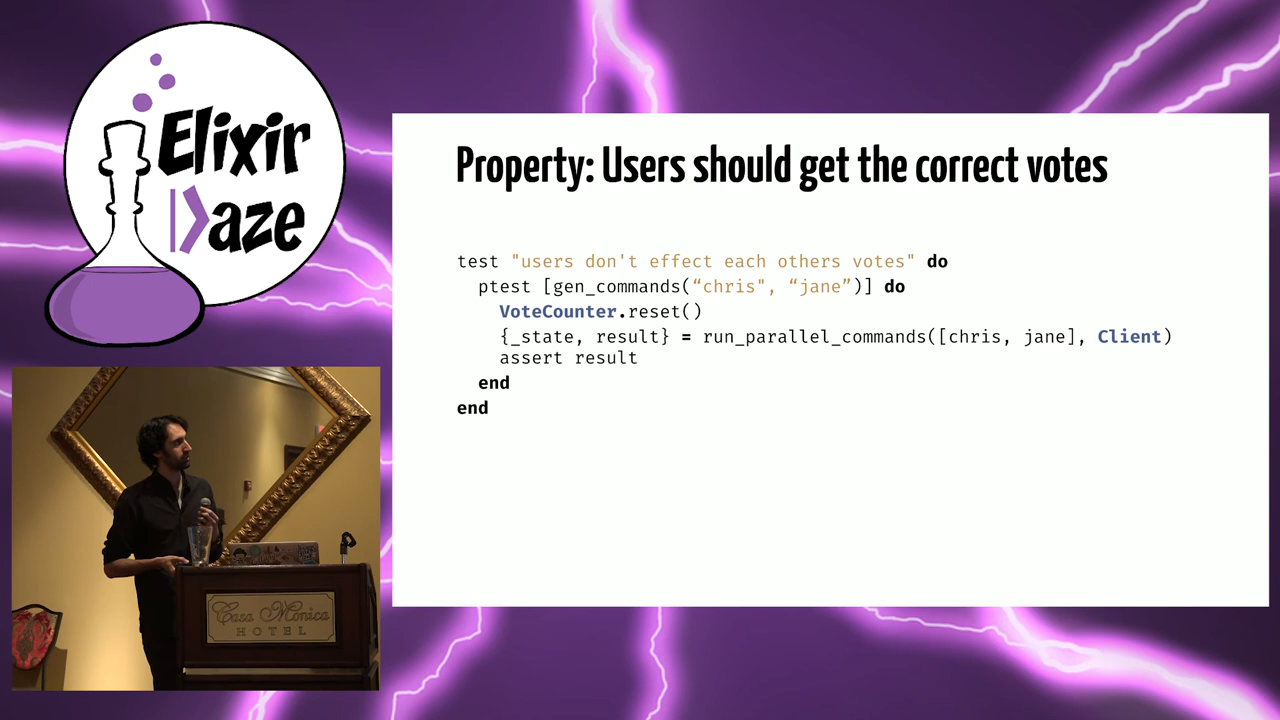 Elixir
|>aze
Property: Users should get the correct votes
test "users don't effect each others votes" do
ptest [gen_commands(“chris", “jane”)] do
VoteCounter.reset()
{_state, result} = run_parallel_commands([chris, jane], Client)
assert result
end
end
Casa Monica
HOTEL